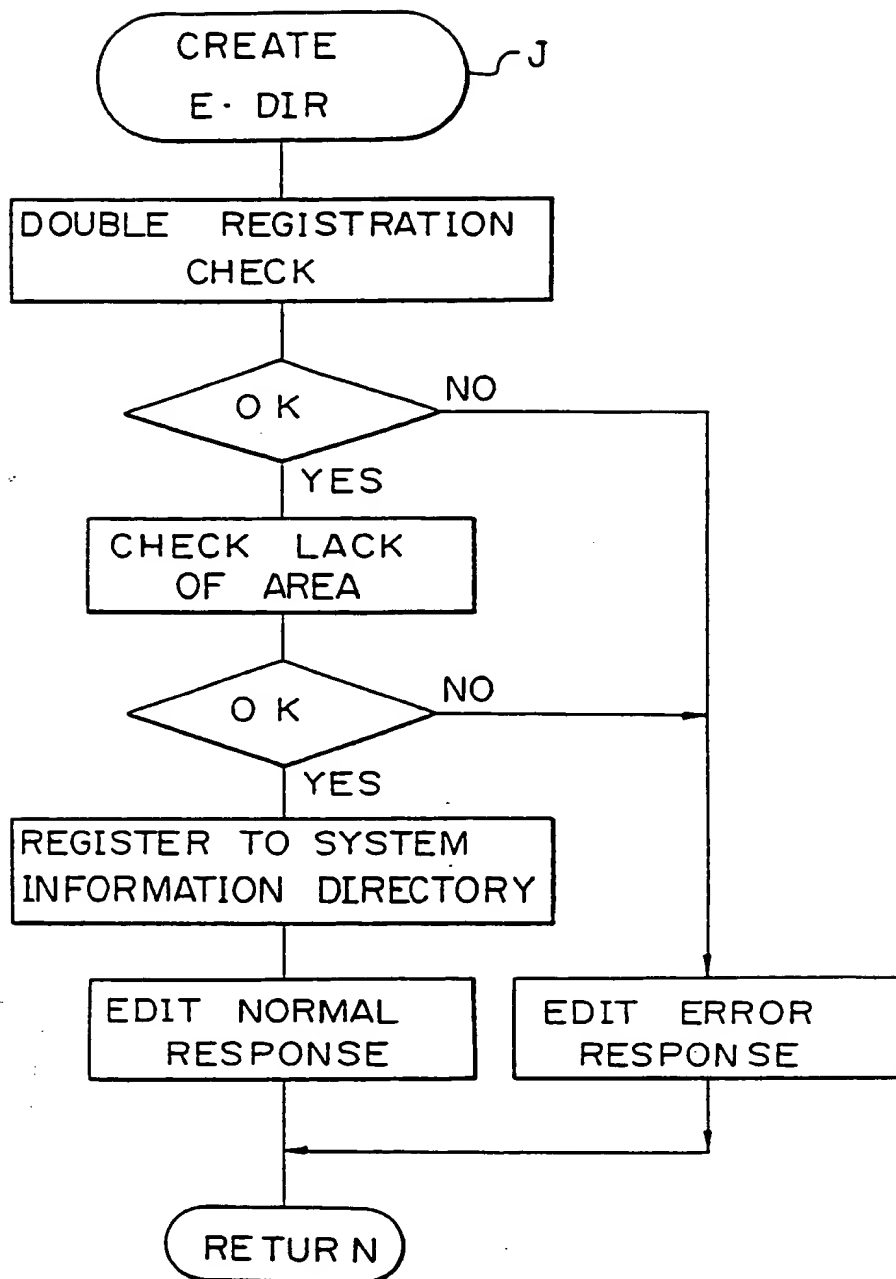 CREATE
E· DIR
J
DOUBLE REGISTRATION
CHECK
OK
NO
YES
CHECK LACK
OF AREA
OK
NO
YES
REGISTER TO SYSTEM
INFORMATION DIRECTORY
EDIT NORMAL
RESPONSE
EDIT ERROR
RESPONSE
RETURN